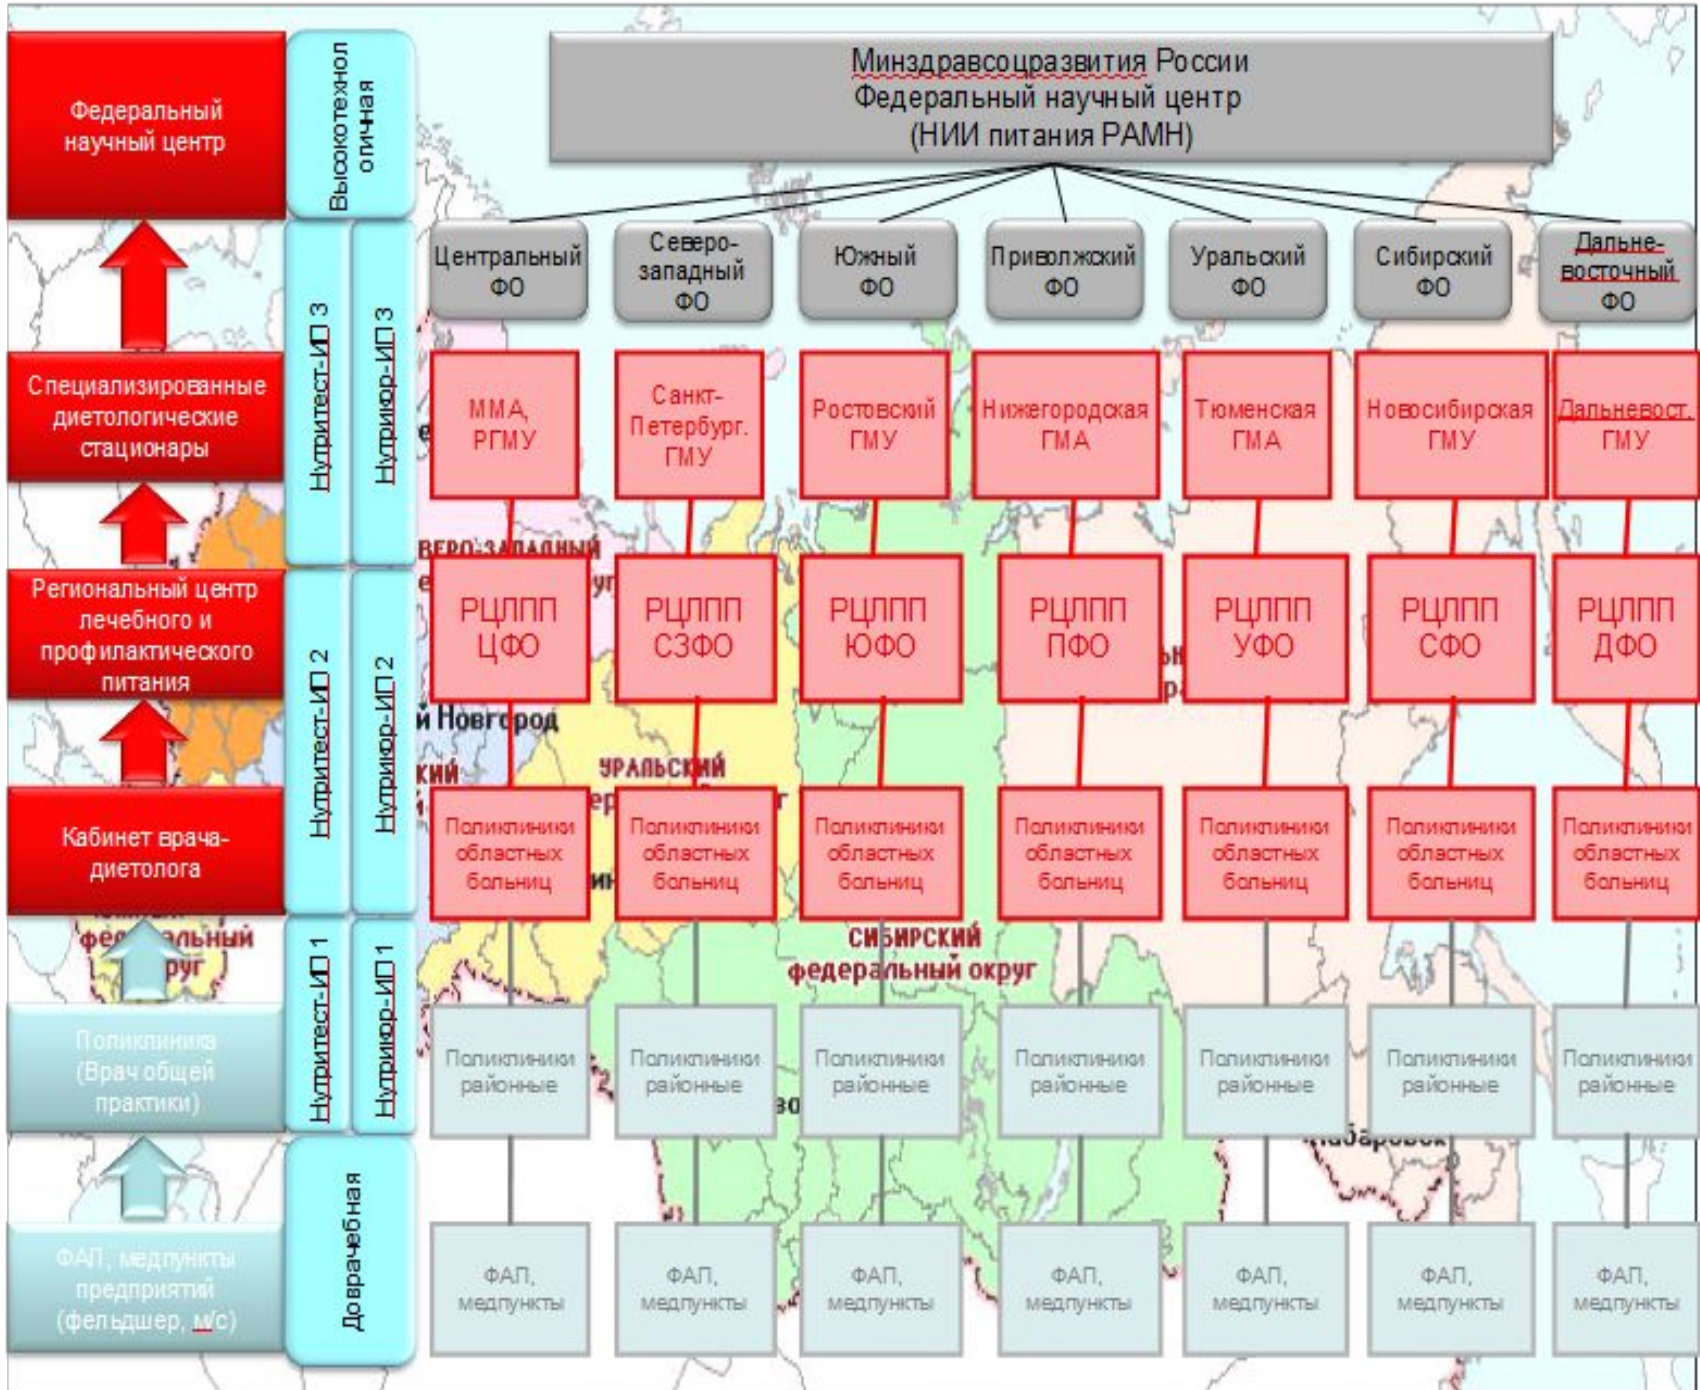 Федеральный
научный центр
Специализированные
диетологические
стационары
Региональный центр
лечебного и
профилактического
питания
Кабинет врача-
диетолога
Поликлиника
(Врач общей
практики)
ФАП, медпункты
предприятий
(фельдшер, м/с)
Высокотехнол
огичная
Нутритест-ИП 3
Нутрикор-ИП 3
Нутритест-ИП 2
Нутрикор-ИП 2
Нутритест-ИП 1
Нутрикор-ИП 1
Доврачебная
Минздравсоцразвития России
Федеральный научный центр
(НИИ питания РАМН)
Центральный
ФО
Северо-
западный
ФО
Южный
ФО
Приволжский
ФО
Уральский
ФО
Сибирский
ФО
Дальне-
восточный
ФО
ММА,
РГМУ
Санкт-
Петербург.
ГМУ
Ростовский
ГМУ
Нижегородская
ГМА
Тюменская
ГМА
Новосибирская
ГМУ
Дальневост.
ГМУ
РЦЛПП
ЦФО
РЦЛПП
СЗФО
РЦЛПП
ЮФО
РЦЛПП
ПФО
РЦЛПП
УФО
РЦЛПП
СФО
РЦЛПП
ДФО
Поликлиники
областных
больниц
Поликлиники
областных
больниц
Поликлиники
областных
больниц
Поликлиники
областных
больниц
Поликлиники
областных
больниц
Поликлиники
областных
больниц
Поликлиники
областных
больниц
Поликлиники
районные
Поликлиники
районные
Поликлиники
районные
Поликлиники
районные
Поликлиники
районные
Поликлиники
районные
Поликлиники
районные
ФАП,
медпункты
ФАП,
медпункты
ФАП,
медпункты
ФАП,
медпункты
ФАП,
медпункты
ФАП,
медпункты
ФАП,
медпункты
й Новгород
УРАЛЬСКИЙ
СИБИРСКИЙ
федеральный округ